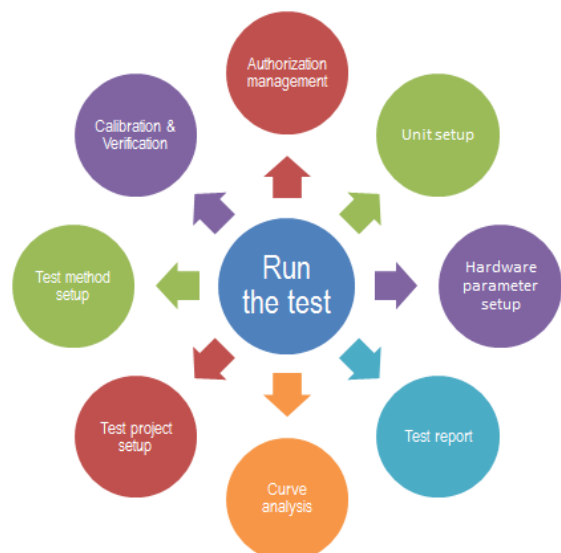 Authorization
management
Unit setup
Hardware
parameter
setup
Test report
Curve
analysis
Test project
setup
Test method
setup
Calibration &
Verification
Run
the test